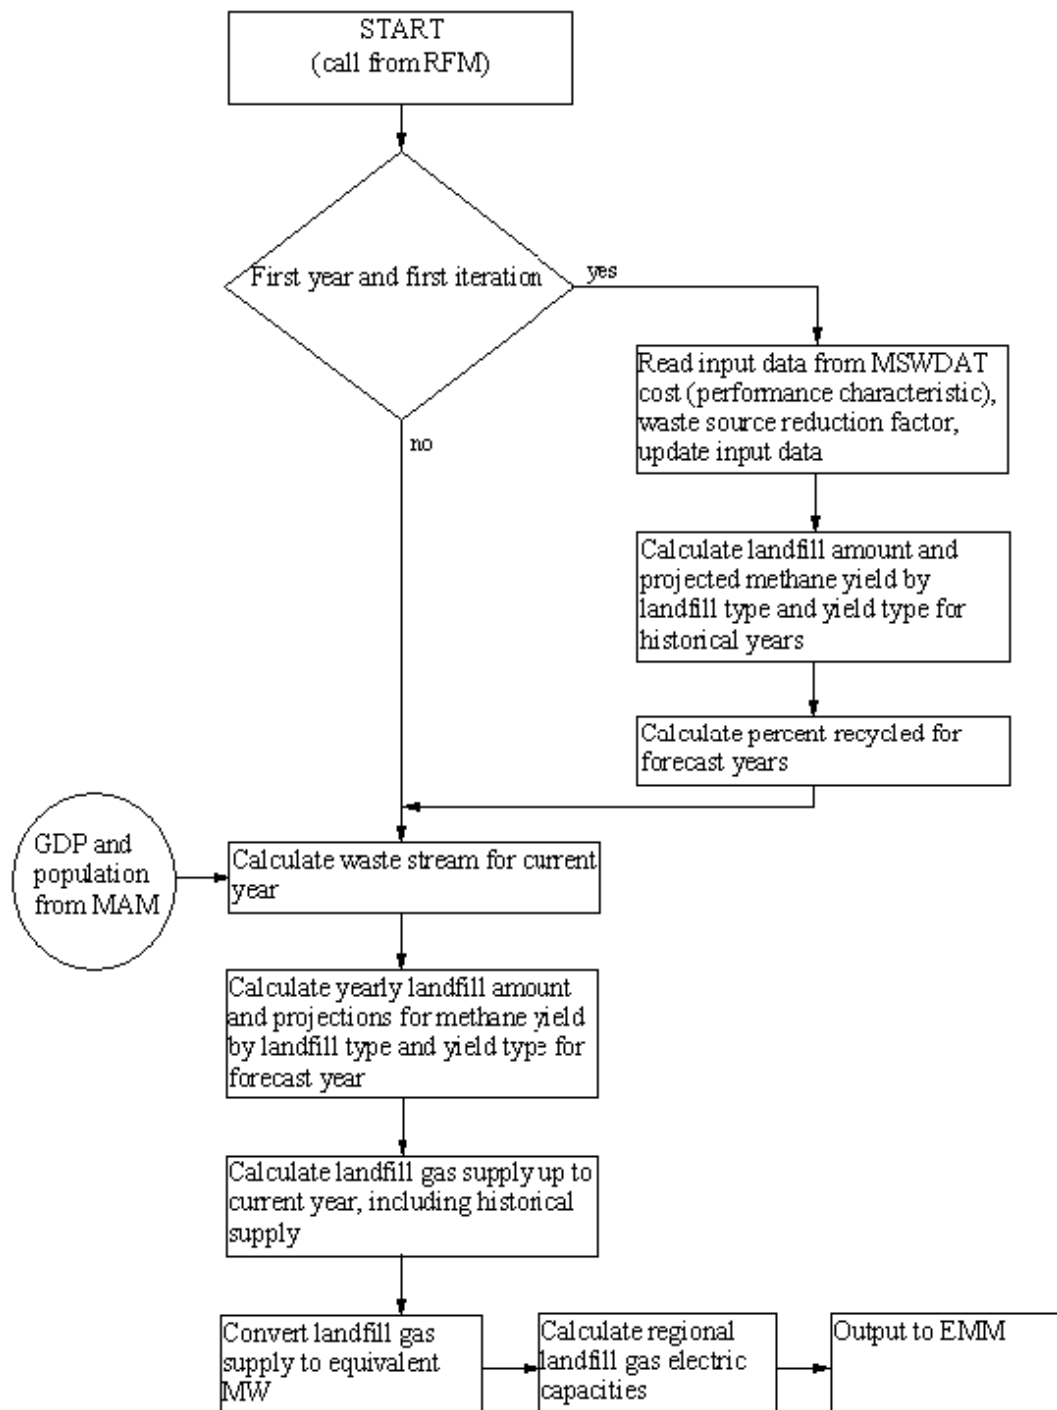 START
(call from RFM)
First year and first iteration
yes
Read input data from MSWDAT
cost (performance characteristic),
waste source reduction factor,
update input data
no
Calculate landfill amount and
projected methane yield by
landfill type and yield type for
historical years
Calculate percent recycled for
forecast years
GDP and
population
from MAM
Calculate waste stream for current
year
Calculate yearly landfill amount
and projections for methane yield
by landfill type and yield type for
forecast year
Calculate landfill gas supply up to
current year, including historical
supply
Convert landfill gas
supply to equivalent
MW
Calculate regional
landfill gas electric
capacities
Output to EMM